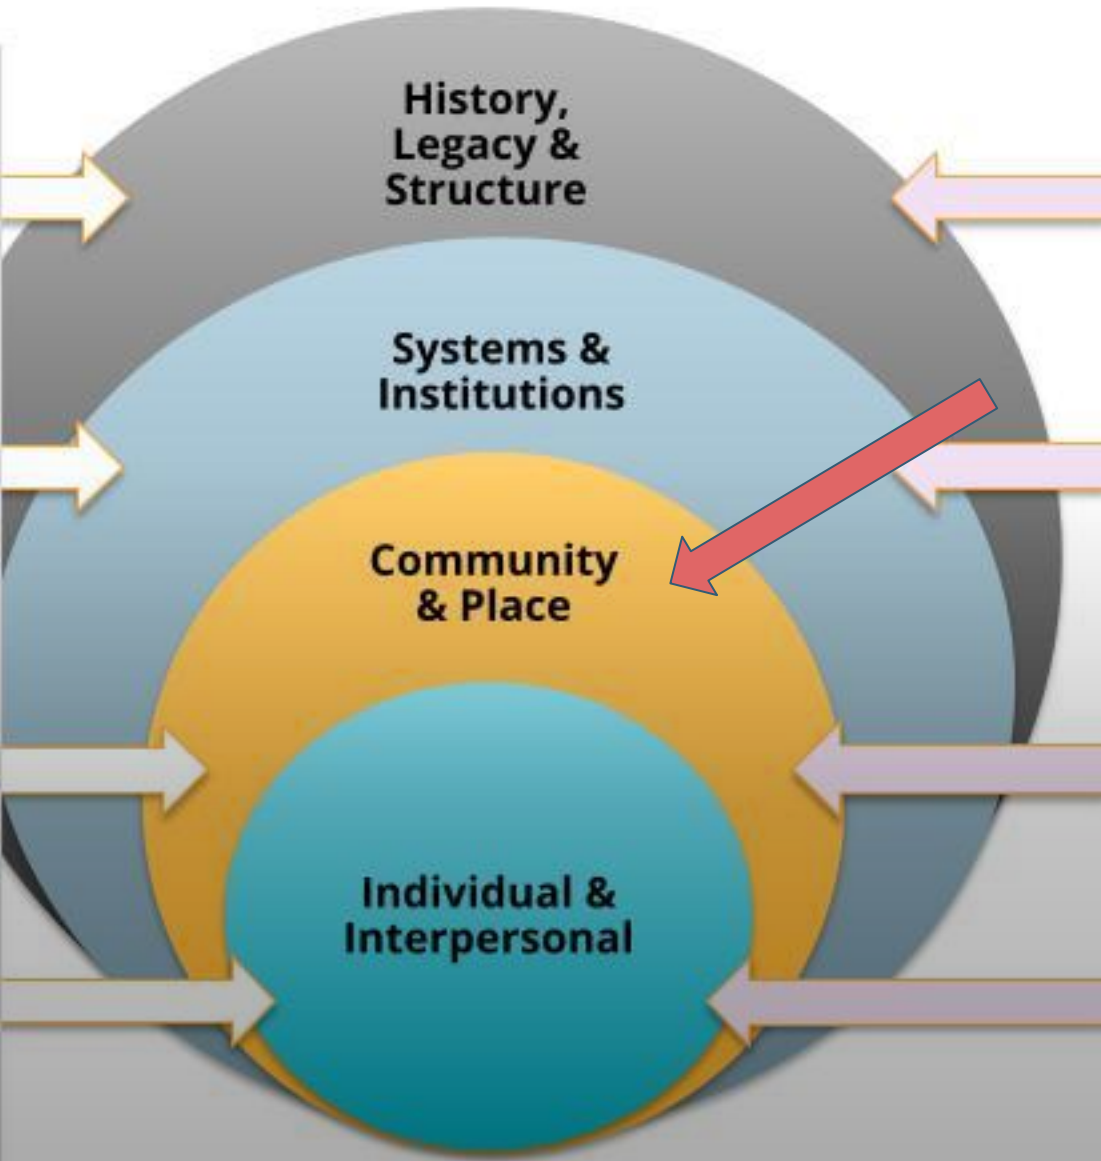 History,
Legacy &
Structure
Systems &
Institutions
Community
& Place
Individual &
Interpersonal